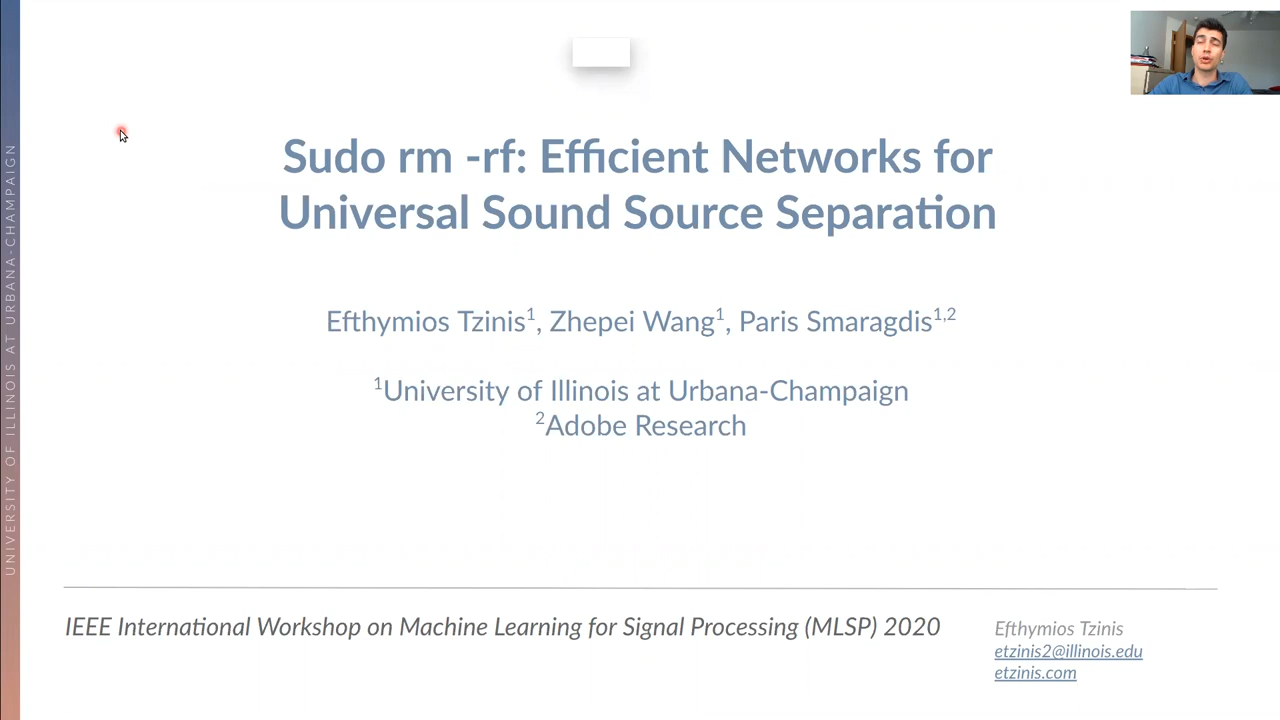 UNIVERSITY OF ILLINOIS AT URBANA-CHAMPAIGN
Sudo rm -rf: Efficient Networks for
Universal Sound Source Separation
Efthymios Tzinis1, Zhepei Wang1, Paris Smaragdis1,2
1University of Illinois at Urbana-Champaign
2Adobe Research
IEEE International Workshop on Machine Learning for Signal Processing (MLSP) 2020
Efthymios Tzinis
etzinis2@illinois.edu
etzinis.com